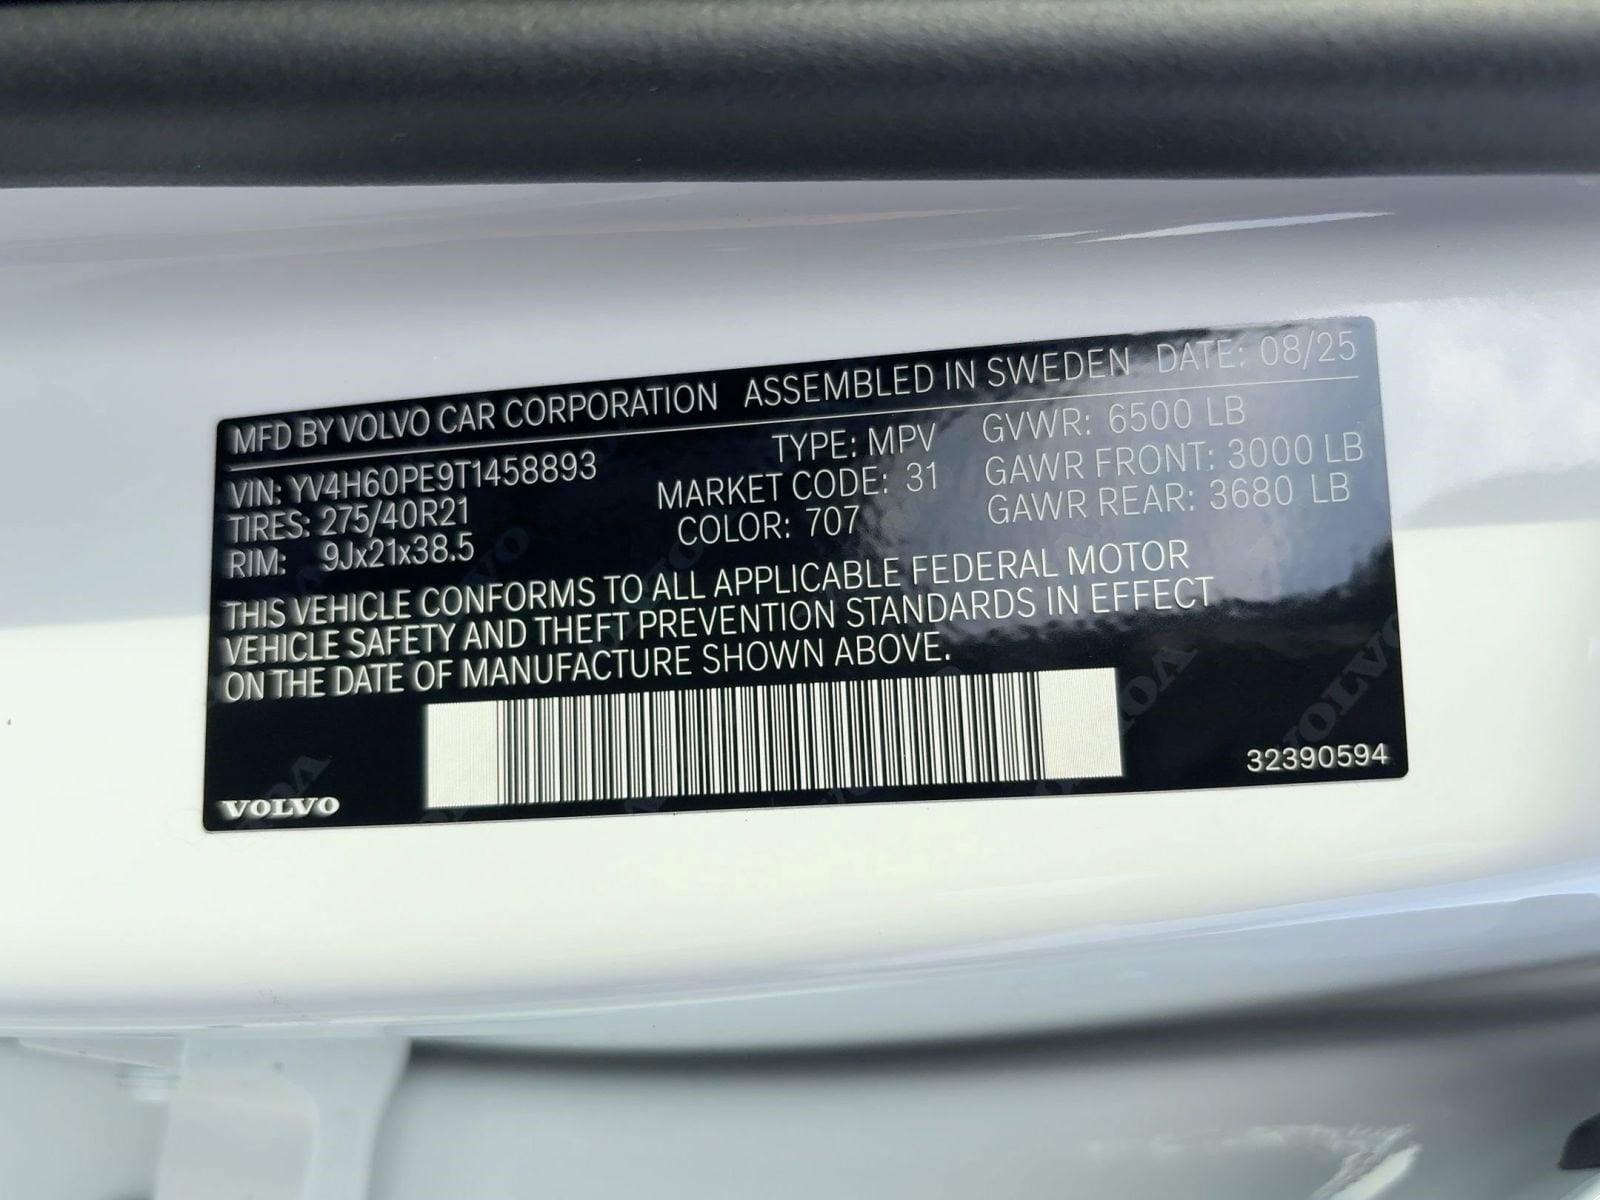 MFD BY VOLVO CAR CORPORATION ASSEMBLED IN SWEDEN DATE: 08/25
VIN: YV4H60PE9T1458893 TYPE: MPV GVWR: 6500 LB
TIRES: 275/40R21 MARKET CODE: 31 GAWR FRONT: 3000 LB
RIM: 9Jx21x38.5 COLOR: 707 GAWR REAR: 3680 LB
THIS VEHICLE CONFORMS TO ALL APPLICABLE FEDERAL MOTOR
VEHICLE SAFETY AND THEFT PREVENTION STANDARDS IN EFFECT
ON THE DATE OF MANUFACTURE SHOWN ABOVE.
VOLVO 32390594